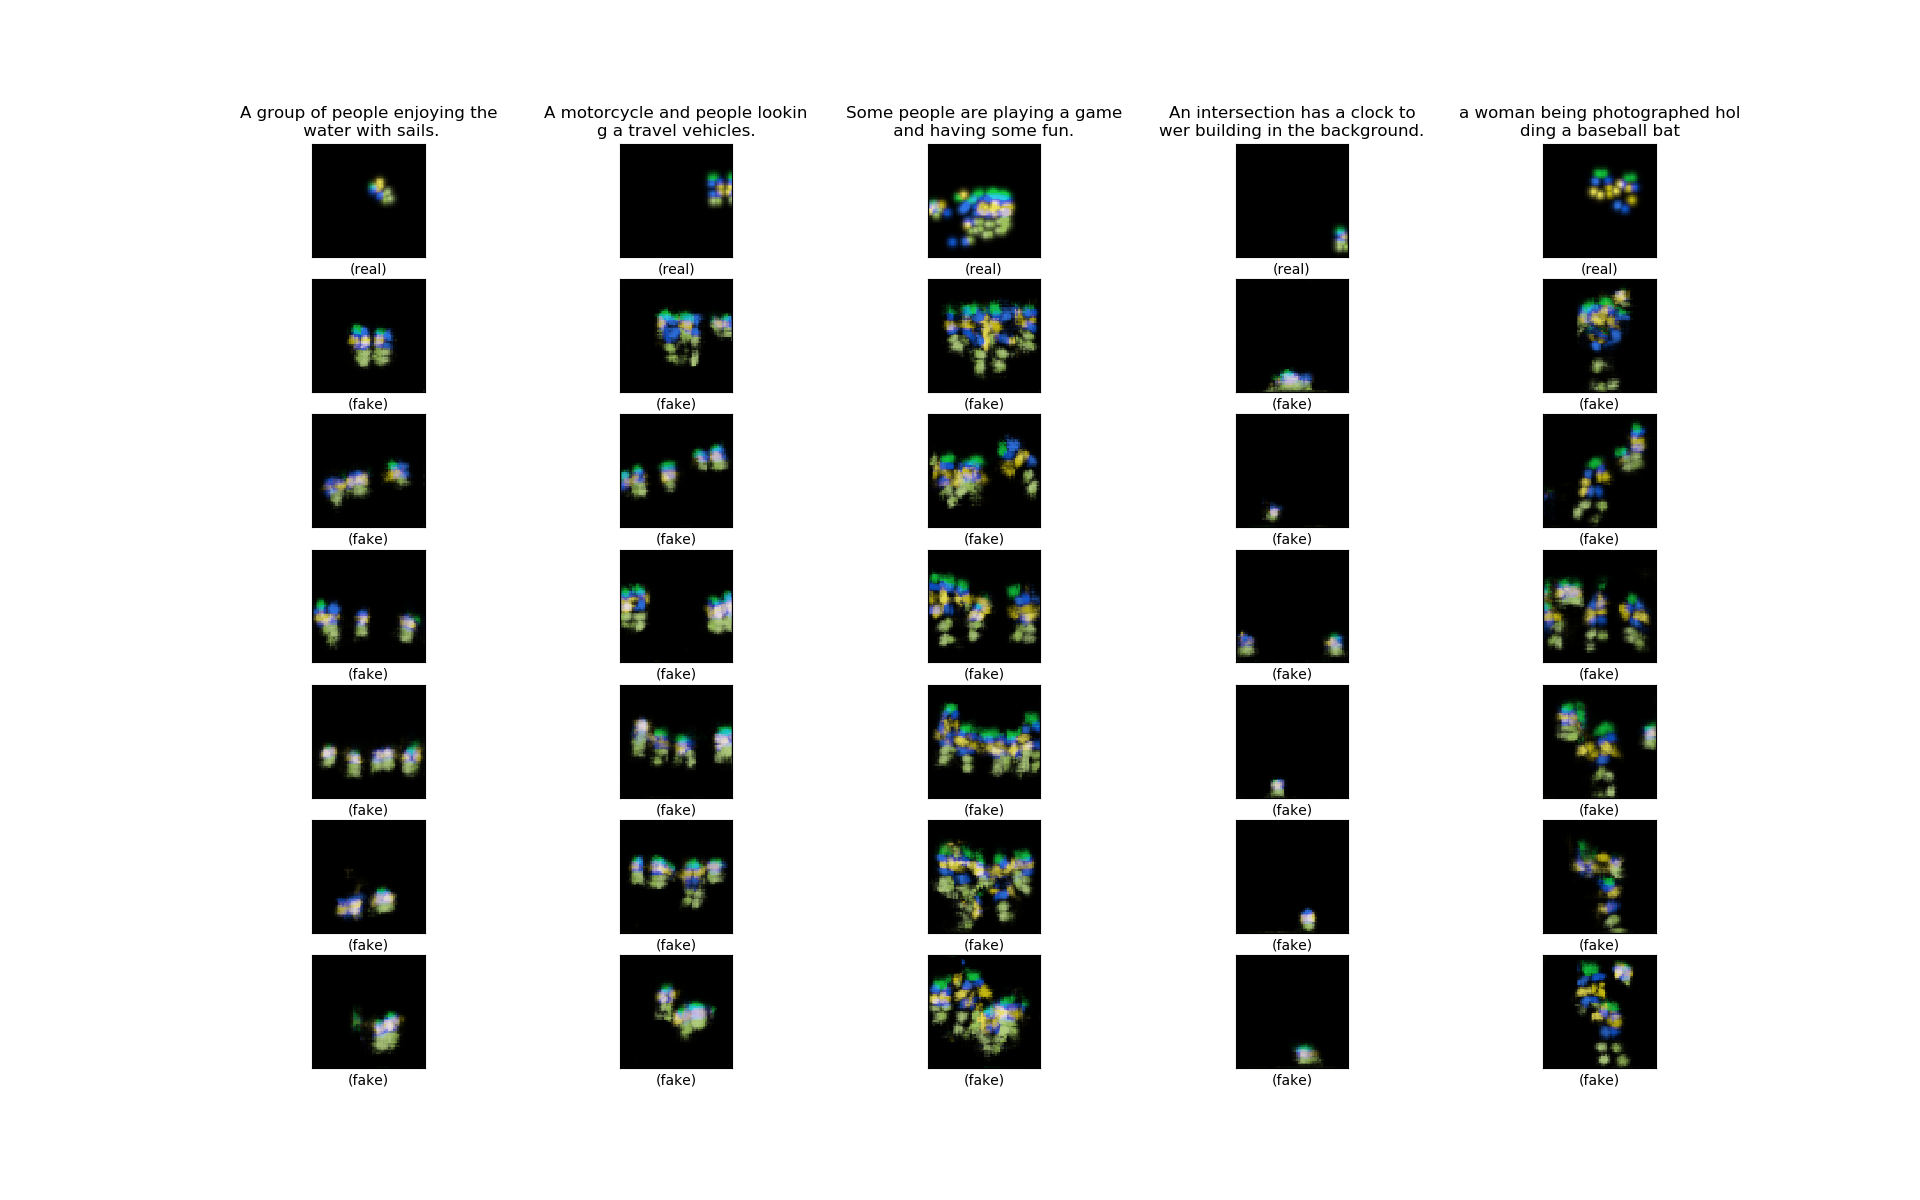 A group of people enjoying the
water with sails.
A motorcycle and people lookin
g a travel vehicles.
Some people are playing a game
and having some fun.
An intersection has a clock to
wer building in the background.
a woman being photographed hol
ding a baseball bat
(real) (real) (real) (real) (real)
(fake) (fake) (fake) (fake) (fake)
(fake) (fake) (fake) (fake) (fake)
(fake) (fake) (fake) (fake) (fake)
(fake) (fake) (fake) (fake) (fake)
(fake) (fake) (fake) (fake) (fake)
(fake) (fake) (fake) (fake) (fake)